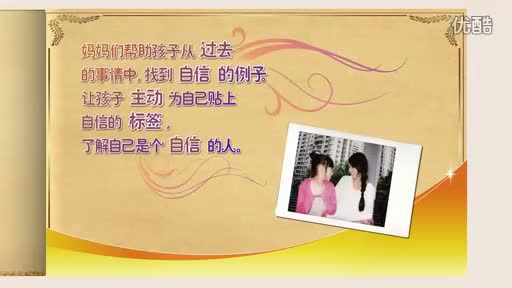 优酷
妈妈们帮助孩子从 过去
的事情中，找到 自信 的例子
让孩子 主动 为自己贴上
自信的 标签，
了解自己是个 自信 的人。